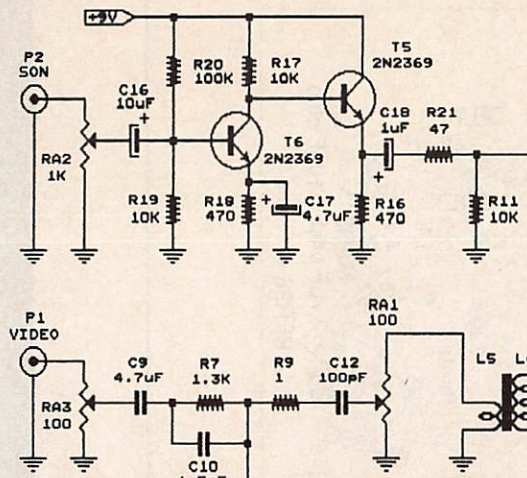 +9V
P2
SON
C16
10uF
+
RA2
1K
R20
100K
R17
10K
T5
2N2369
T6
2N2369
C18
1uF
+
R21
47
R19
10K
R18
470
+
C17
4.7uF
R16
470
R11
10K
P1
VIDEO
RA3
100
C9
4.7uF
R7
1.3K
C10
R9
1
C12
100pF
RA1
100
L5